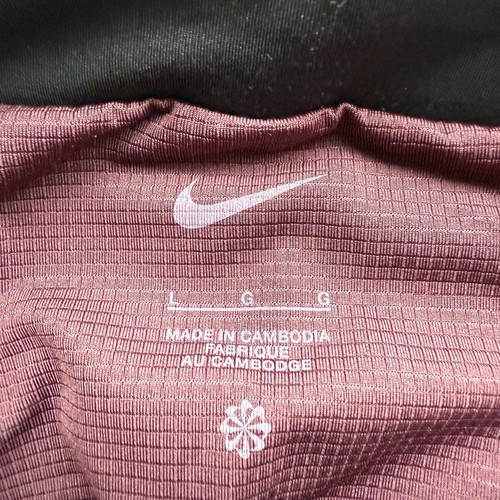 L G G
MADE IN CAMBODIA
FABRIQUE
AU CAMBODGE